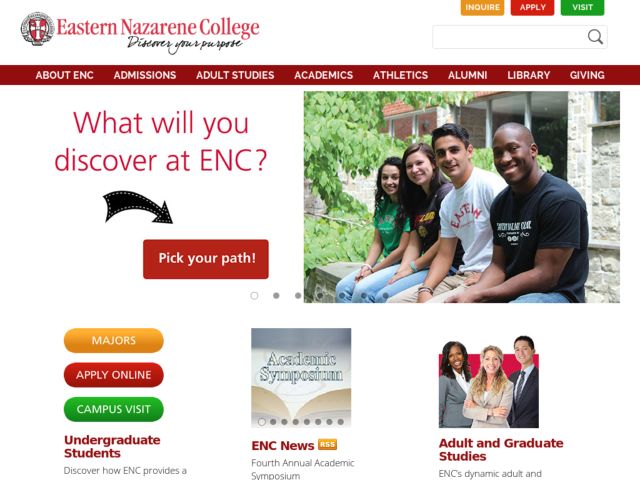 INQUIRE
APPLY
VISIT
Eastern Nazarene College
Discover your purpose
ABOUT ENC
ADMISSIONS
ADULT STUDIES
ACADEMICS
ATHLETICS
ALUMNI
LIBRARY
GIVING
What will you
discover at ENC?
Pick your path!
EASTERN
MAJORS
APPLY ONLINE
CAMPUS VISIT
Undergraduate
Students
Discover how ENC provides a
Academic
Symposium
ENC News RSS
Fourth Annual Academic
Symposium
Adult and Graduate
Studies
ENC's dynamic adult and